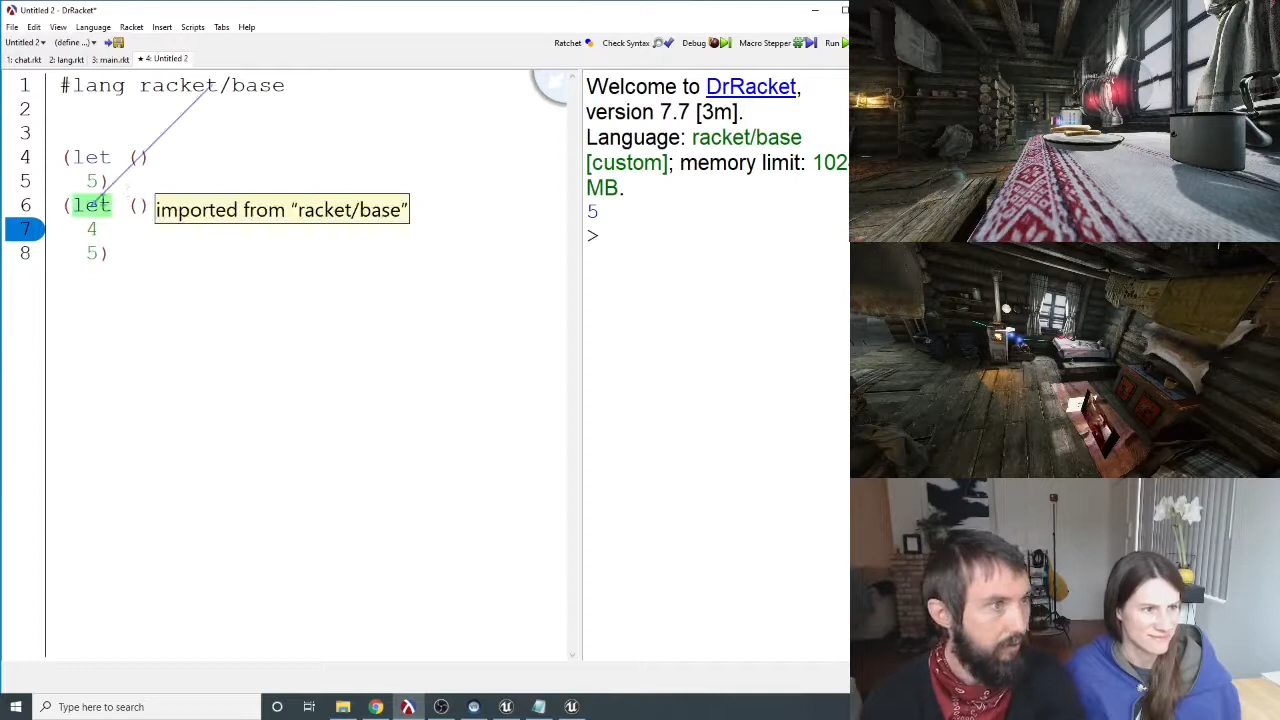 Untitled 2 - DrRacket*
File Edit View Language Racket Insert Scripts Tabs Help
Untitled 2 (define ...) Ratchet Check Syntax Debug Macro Stepper Run
1: chat.rkt 2: lang.rkt 3: main.rkt ★ 4: Untitled 2
1 #lang racket/base
2
3
4 (let ()
5 5)
6 (let ()
7 4
8 5)
imported from “racket/base”
Welcome to DrRacket,
version 7.7 [3m].
Language: racket/base
[custom]; memory limit: 102
MB.
5
>
Type here to search